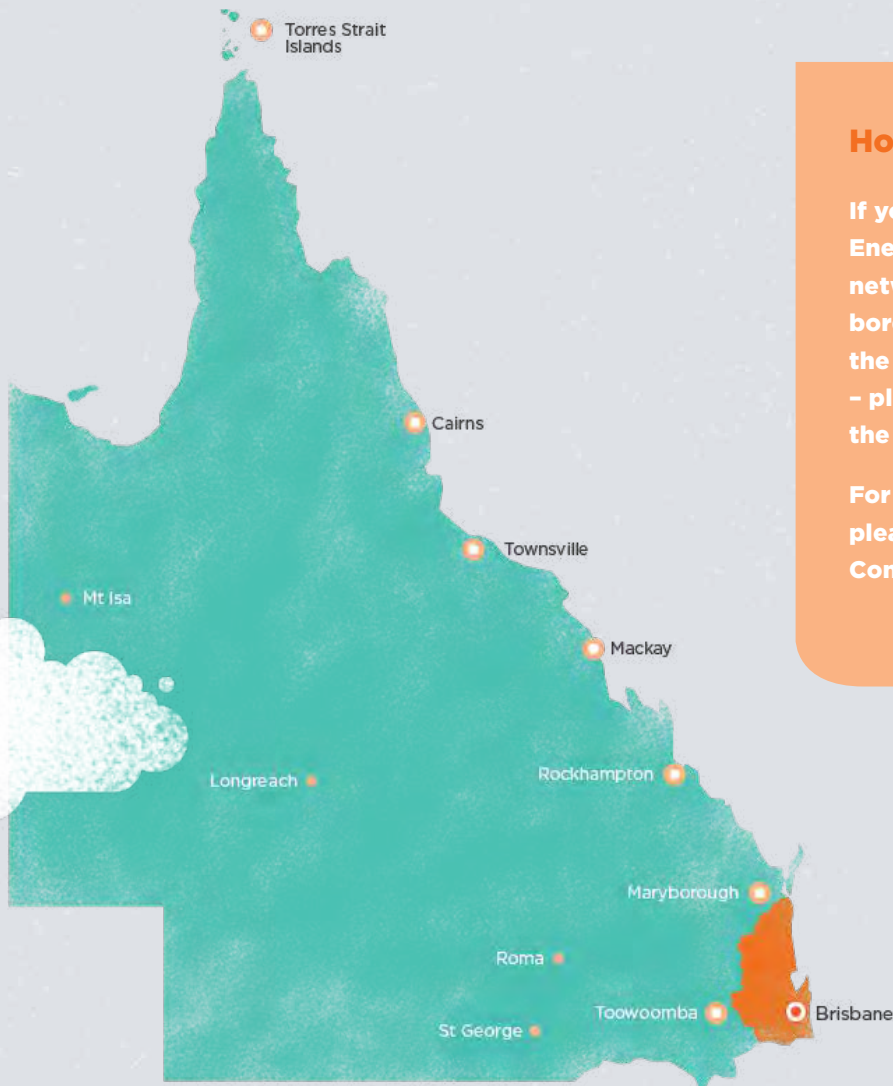 Torres Strait
Islands
Cairns
Townsville
Mt Isa
Mackay
Longreach
Rockhampton
Maryborough
Roma
Toowoomba
St George
Brisbane
Ho
If yo
Ene
netw
bor
the
– pl
the
For
plea
Con